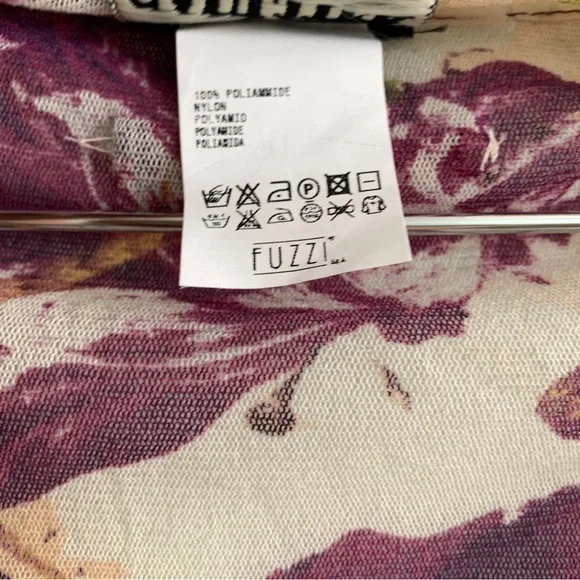 100% POLIAMMIDE
NYLON
POLYAMID
POLYAMIDE
POLIAMIDA
P
FUZZI